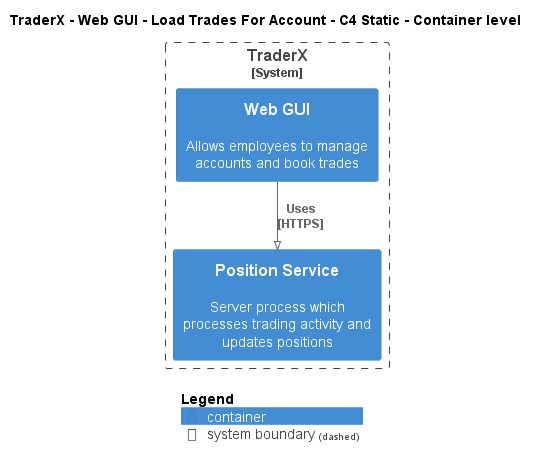 TraderX - Web GUI - Load Trades For Account - C4 Static - Container level
TraderX
[System]
Web GUI
Allows employees to manage
accounts and book trades
Uses
[HTTPS]
Position Service
Server process which
processes trading activity and
updates positions
Legend
container
system boundary (dashed)